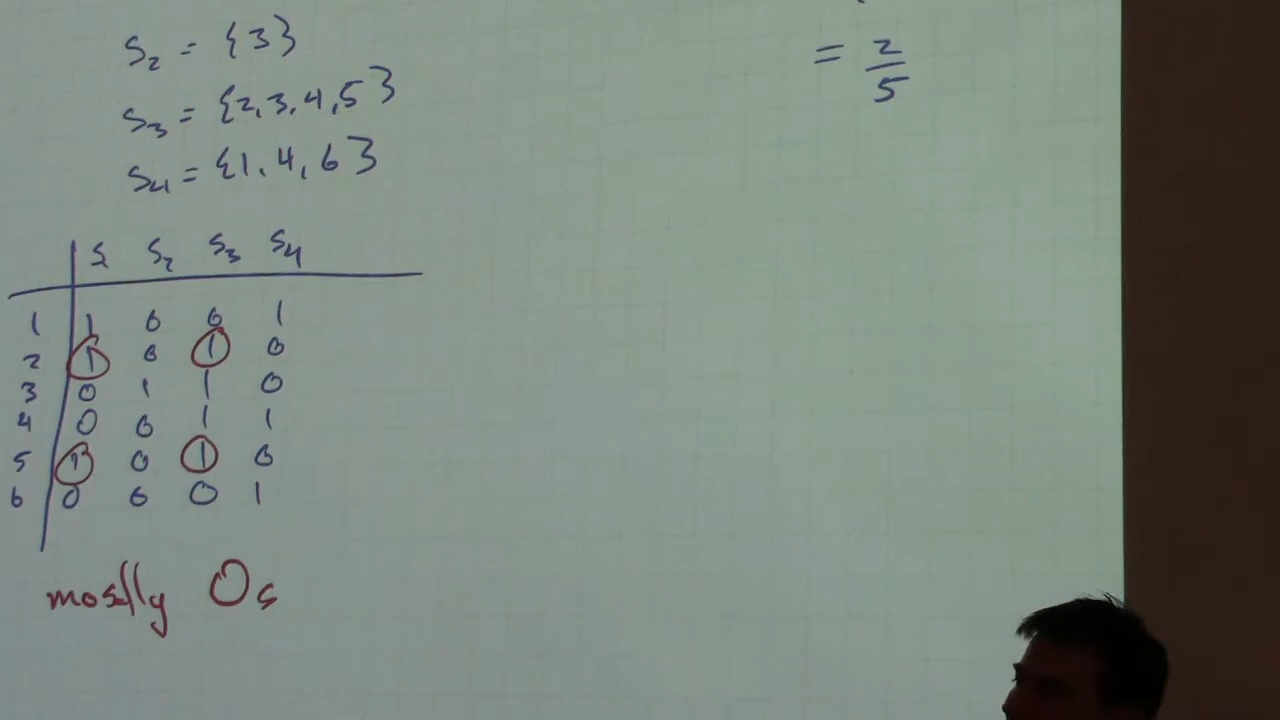 S₂ = {3}
S₃ = {2,3,4,5}
S₄ = {1,4,6}
= 2/5
S₁ S₂ S₃ S₄
1 1 0 0 1
2 1 0 1 0
3 0 1 1 0
4 0 0 1 1
5 1 0 1 0
6 0 0 0 1
mostly 0s